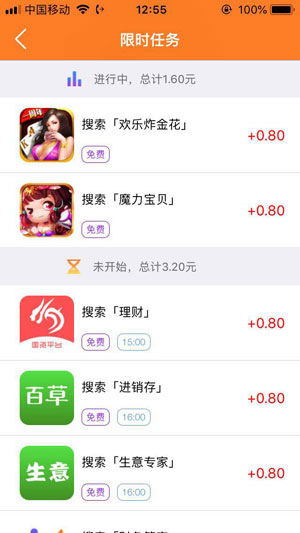 中国移动 12:55 100%
限时任务
进行中，总计1.60元
搜索「欢乐炸金花」
+0.80
免费
搜索「魔力宝贝」
+0.80
免费
未开始，总计3.20元
搜索「理财」
+0.80
国资平台
免费 15:00
搜索「进销存」
百草
+0.80
免费 16:00
搜索「生意专家」
生意
+0.80
免费 16:00